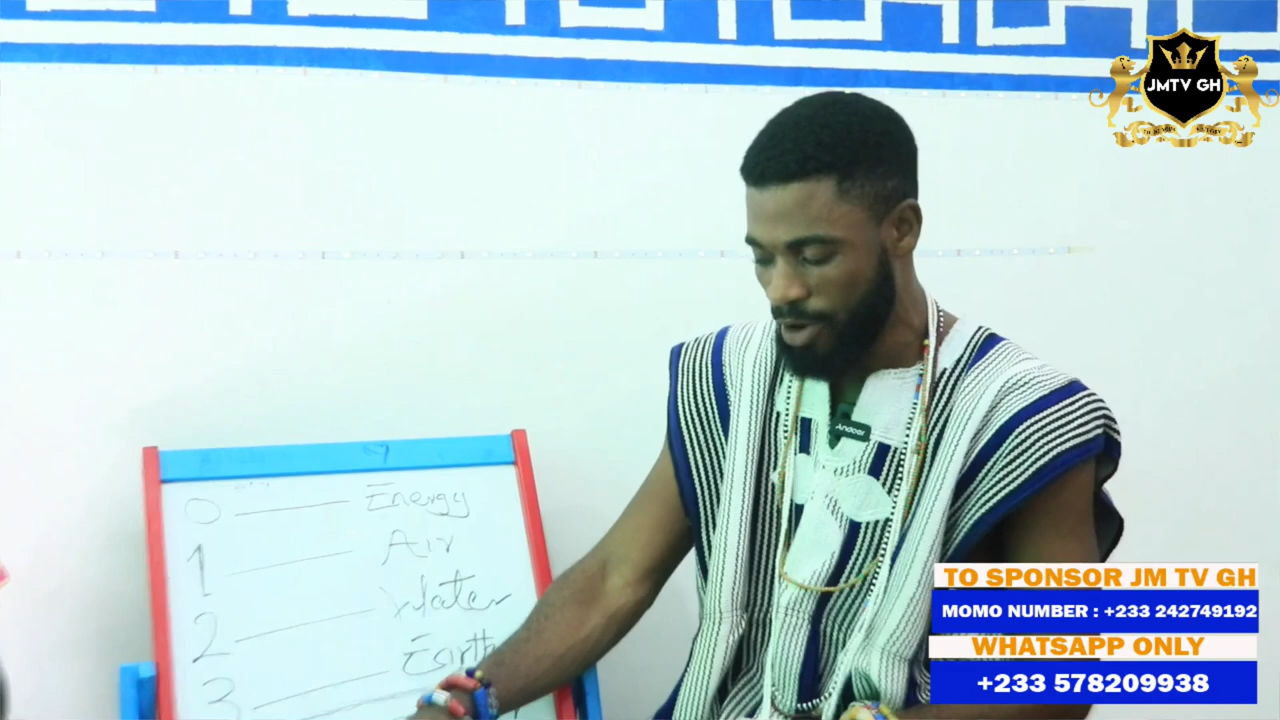 JMTV GH
0 Energy
1 Air
2 Water
3 Earth
Andoer
TO SPONSOR JM TV GH
MOMO NUMBER : +233 242749192
WHATSAPP ONLY
+233 578209938